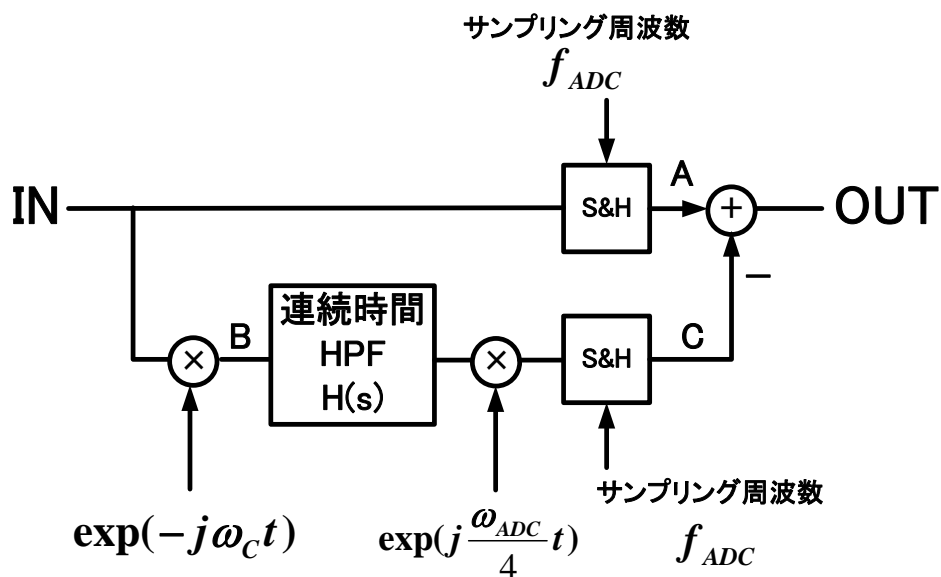 サンプリング周波数
f_ADC
IN
S&H
A
+
OUT
−
B
連続時間
HPF
H(s)
×
×
S&H
C
exp(−jω_C t)
exp(j ω_ADC/4 t)
サンプリング周波数
f_ADC